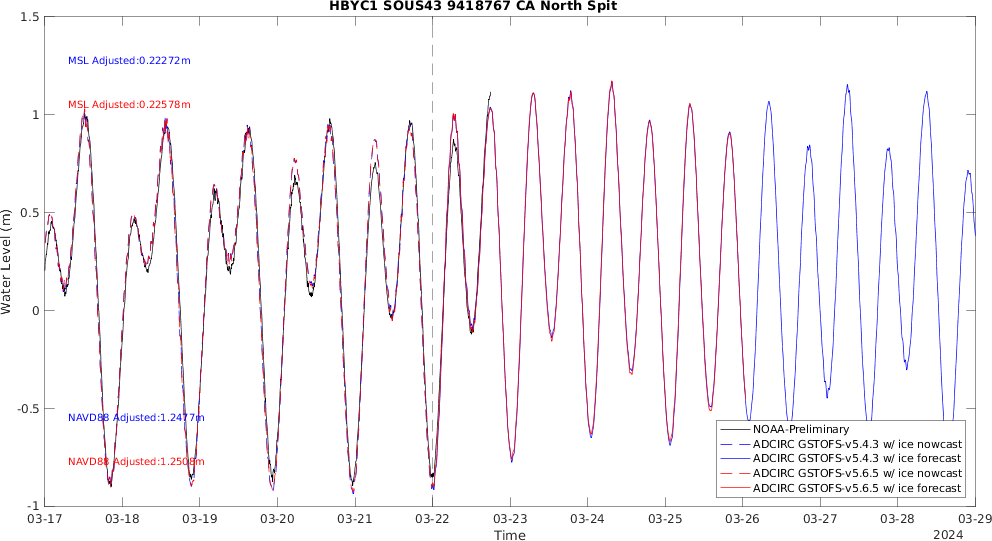 HBYC1 SOUS43 9418767 CA North Spit
1.5
1
0.5
0
-0.5
-1
Water Level (m)
MSL Adjusted:0.22272m
MSL Adjusted:0.22578m
NAVD88 Adjusted:1.2477m
NAVD88 Adjusted:1.2508m
NOAA-Preliminary
ADCIRC GSTOFS-v5.4.3 w/ ice nowcast
ADCIRC GSTOFS-v5.4.3 w/ ice forecast
ADCIRC GSTOFS-v5.6.5 w/ ice nowcast
ADCIRC GSTOFS-v5.6.5 w/ ice forecast
03-17 03-18 03-19 03-20 03-21 03-22 03-23 03-24 03-25 03-26 03-27 03-28 03-29
Time
2024